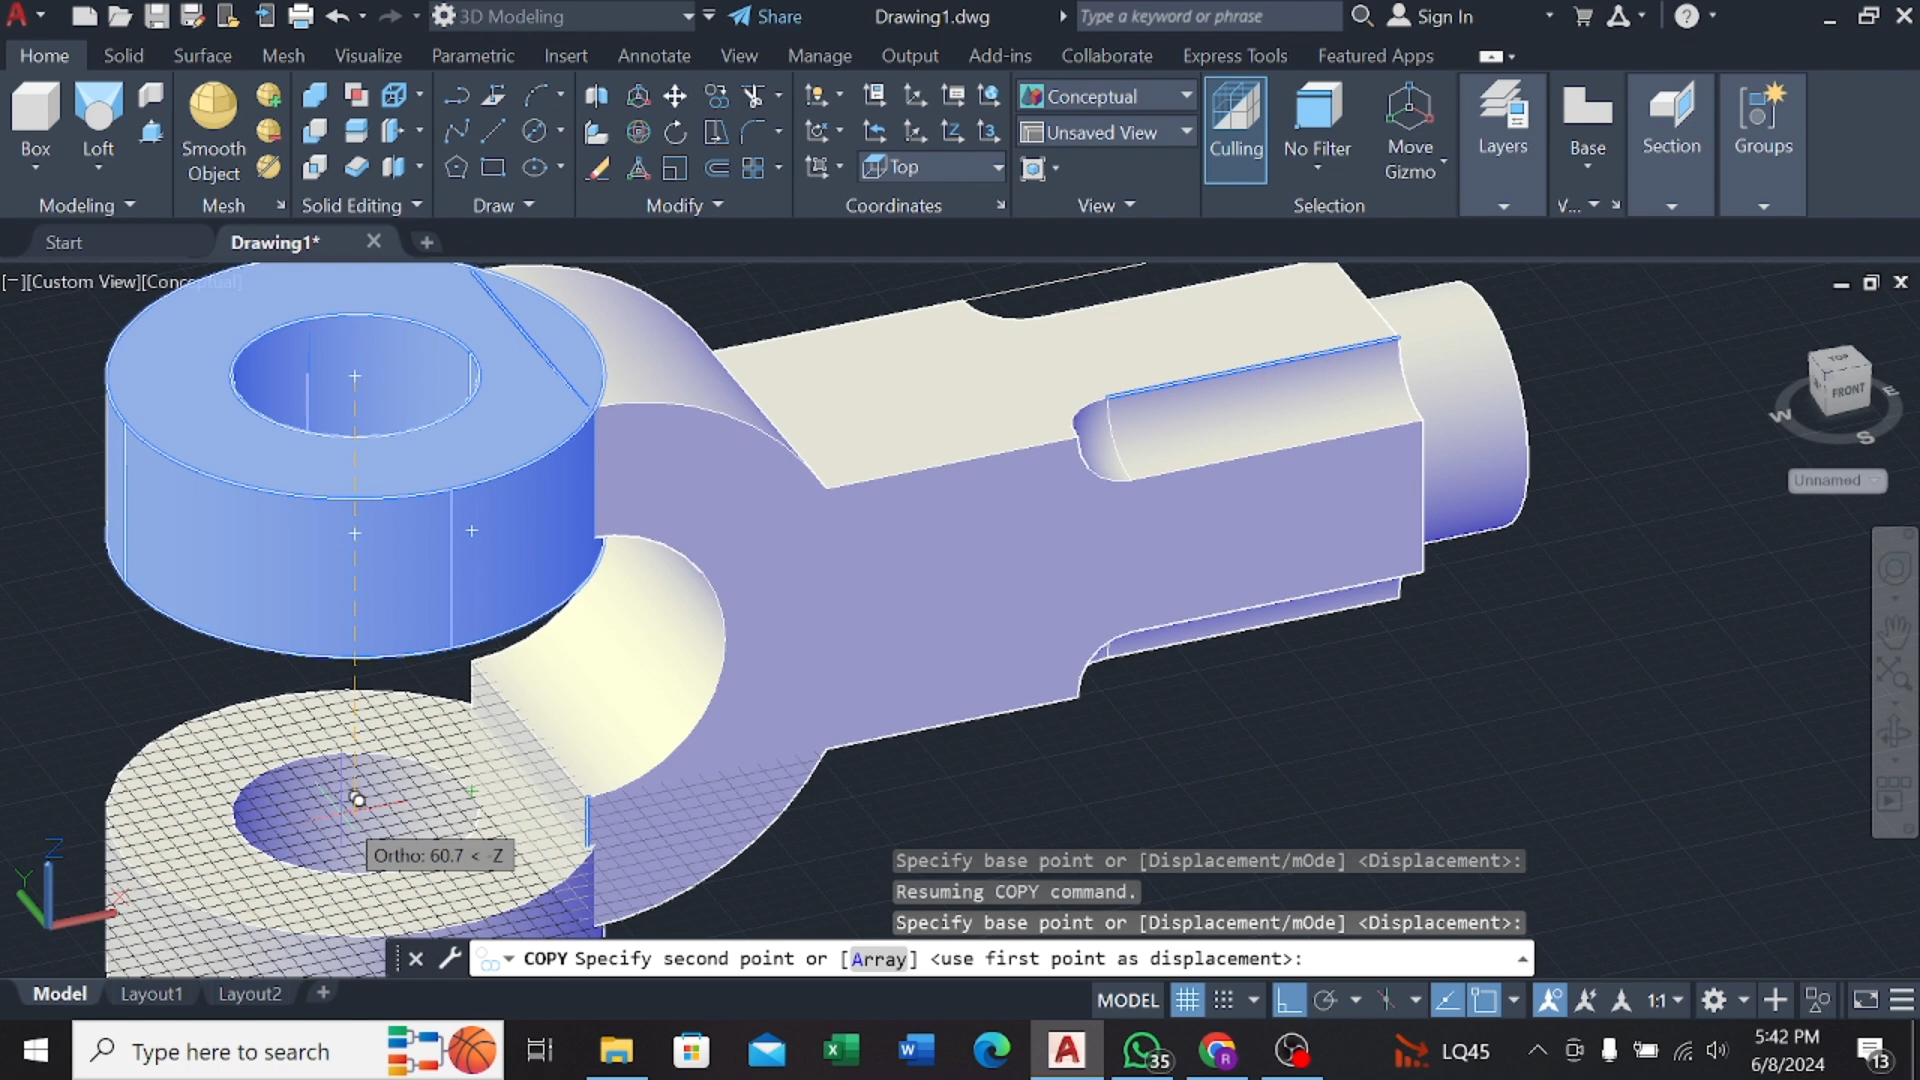 3D Modeling
Share
Drawing1.dwg
Type a keyword or phrase
Sign In
Home Solid Surface Mesh Visualize Parametric Insert Annotate View Manage Output Add-ins Collaborate Express Tools Featured Apps
Box Loft Smooth Object
Conceptual
Unsaved View
Top
Culling No Filter Move Gizmo Layers Base Section Groups
Modeling Mesh Solid Editing Draw Modify Coordinates View Selection V...
Start Drawing1*
[−][Custom View][Conceptual]
TOP
FRONT
W
E
S
Unnamed
Ortho: 60.7 < -Z
Z
Y
X
Specify base point or [Displacement/mOde] <Displacement>:
Resuming COPY command.
Specify base point or [Displacement/mOde] <Displacement>:
COPY Specify second point or [Array] <use first point as displacement>:
Model Layout1 Layout2
MODEL
1:1
Type here to search
35
LQ45
5:42 PM
6/8/2024
13